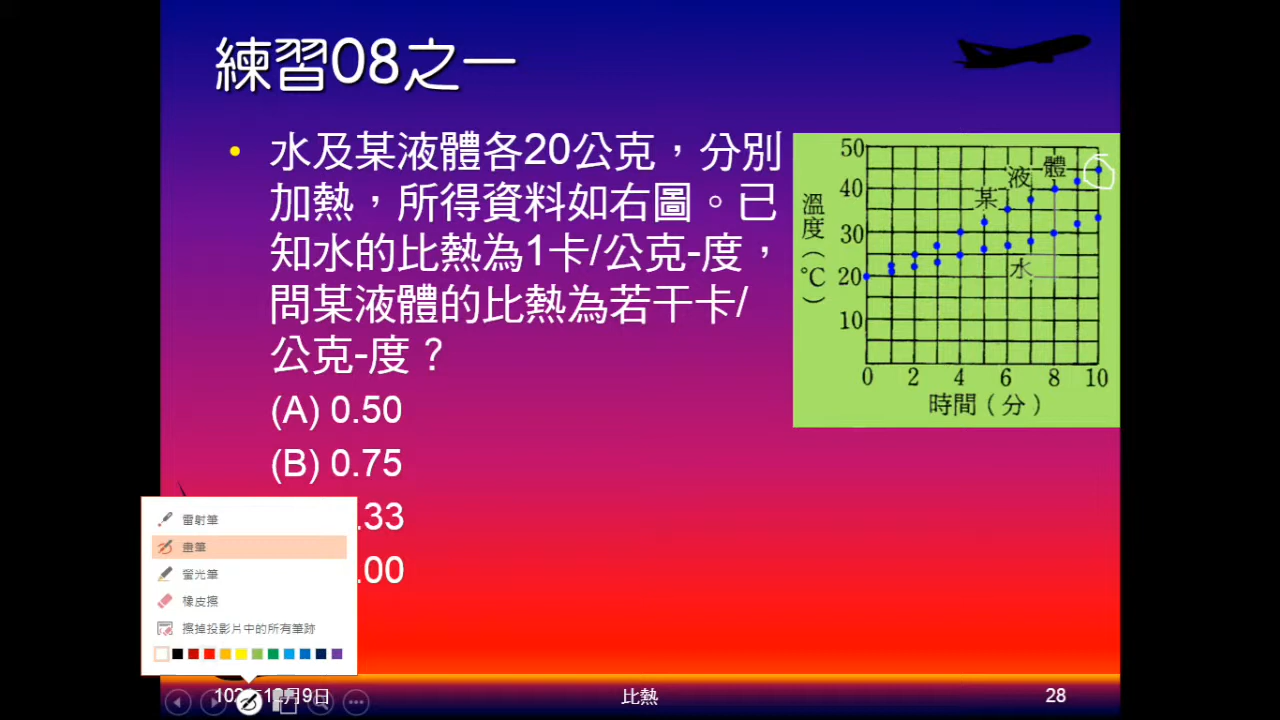 練習08之一
• 水及某液體各20公克，分別
加熱，所得資料如右圖。已
知水的比熱為1卡/公克-度，
問某液體的比熱為若干卡/
公克-度？
(A) 0.50
(B) 0.75
.33
.00
50
40
30
20
10
溫度(℃)
某液體
水
0 2 4 6 8 10
時間(分)
雷射筆
畫筆
螢光筆
橡皮擦
擦掉投影片中的所有筆跡
比熱
28